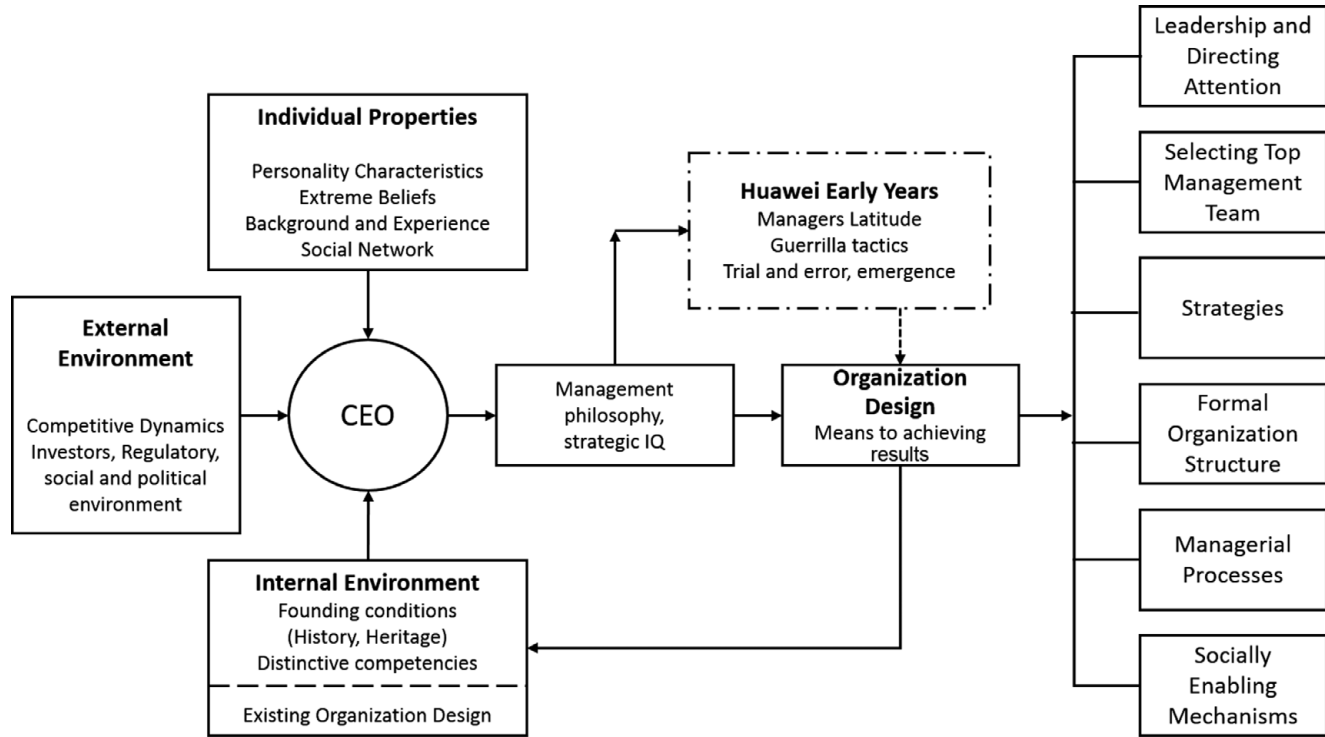 Individual Properties
Personality Characteristics
Extreme Beliefs
Background and Experience
Social Network
External
Environment
Competitive Dynamics
Investors, Regulatory,
social and political
environment
CEO
Internal Environment
Founding conditions
(History, Heritage)
Distinctive competencies
Existing Organization Design
Management
philosophy,
strategic IQ
Huawei Early Years
Managers Latitude
Guerrilla tactics
Trial and error, emergence
Organization
Design
Means to achieving
results
Leadership and
Directing
Attention
Selecting Top
Management
Team
Strategies
Formal
Organization
Structure
Managerial
Processes
Socially
Enabling
Mechanisms